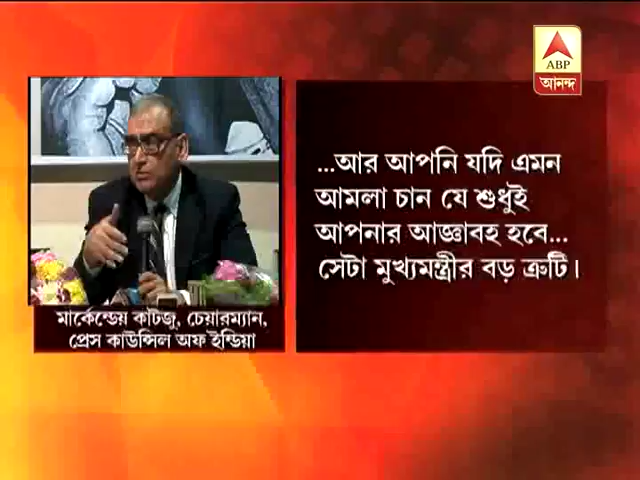 ABP
আনন্দ
...আর আপনি যদি এমন
আমলা চান যে শুধুই
আপনার আজ্ঞাবহ হবে...
সেটা মুখ্যমন্ত্রীর বড় ত্রুটি।
মার্কেন্ডেয় কাটজু, চেয়ারম্যান,
প্রেস কাউন্সিল অফ ইন্ডিয়া